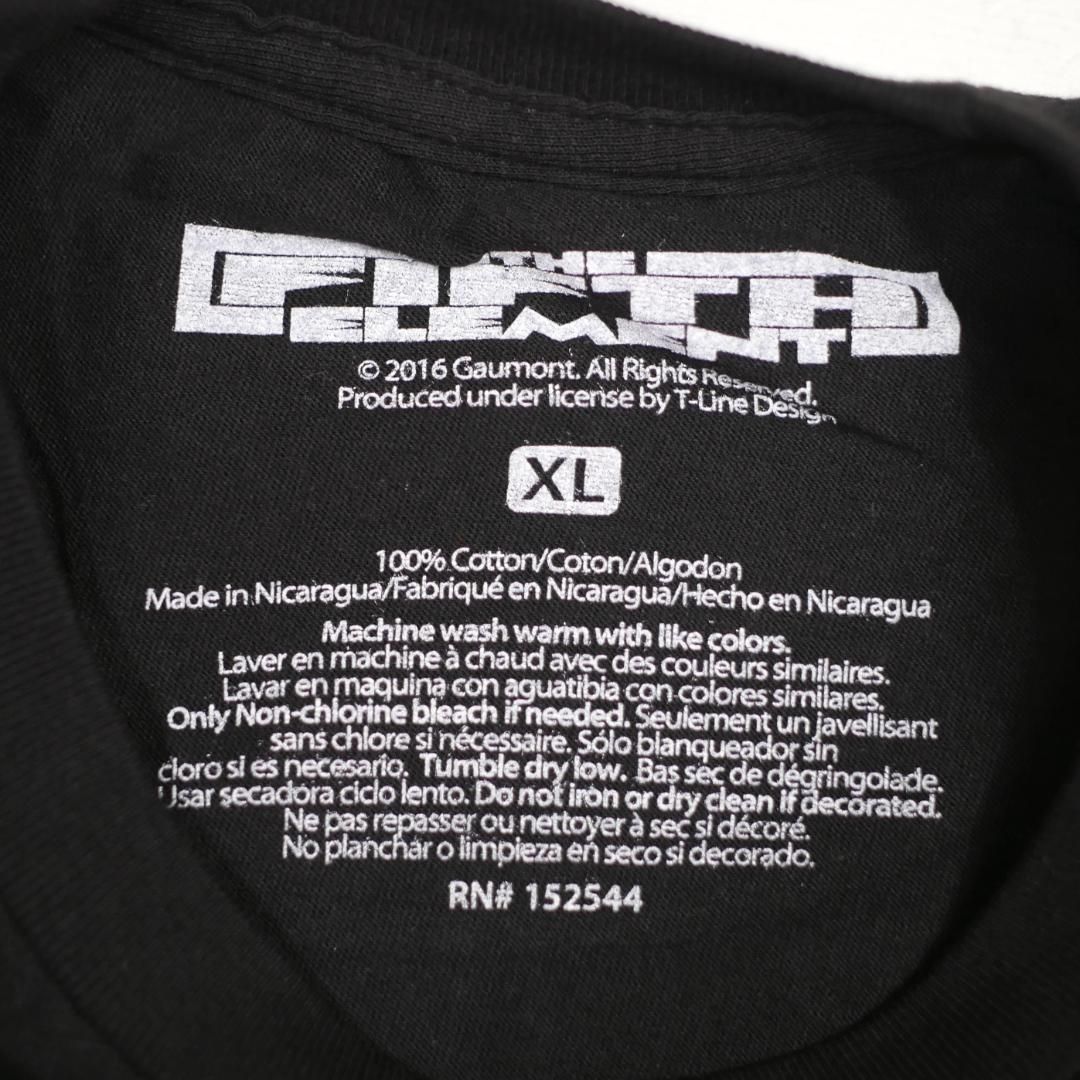 THE
FIFTH
ELEMENT
© 2016 Gaumont. All Rights Reserved.
Produced under license by T-Line Design
XL
100% Cotton/Coton/Algodon
Made in Nicaragua/Fabriqué en Nicaragua/Hecho en Nicaragua
Machine wash warm with like colors.
Laver en machine à chaud avec des couleurs similaires.
Lavar en maquina con aguatibia con colores similares.
Only Non-chlorine bleach if needed. Seulement un javellisant
sans chlore si nécessaire. Sólo blanqueador sin
cloro si es necesario. Tumble dry low. Bas sec de dégringolade.
Usar secadora ciclo lento. Do not iron or dry clean if decorated.
Ne pas repasser ou nettoyer à sec si décoré.
No planchar o limpieza en seco si decorado.
RN# 152544